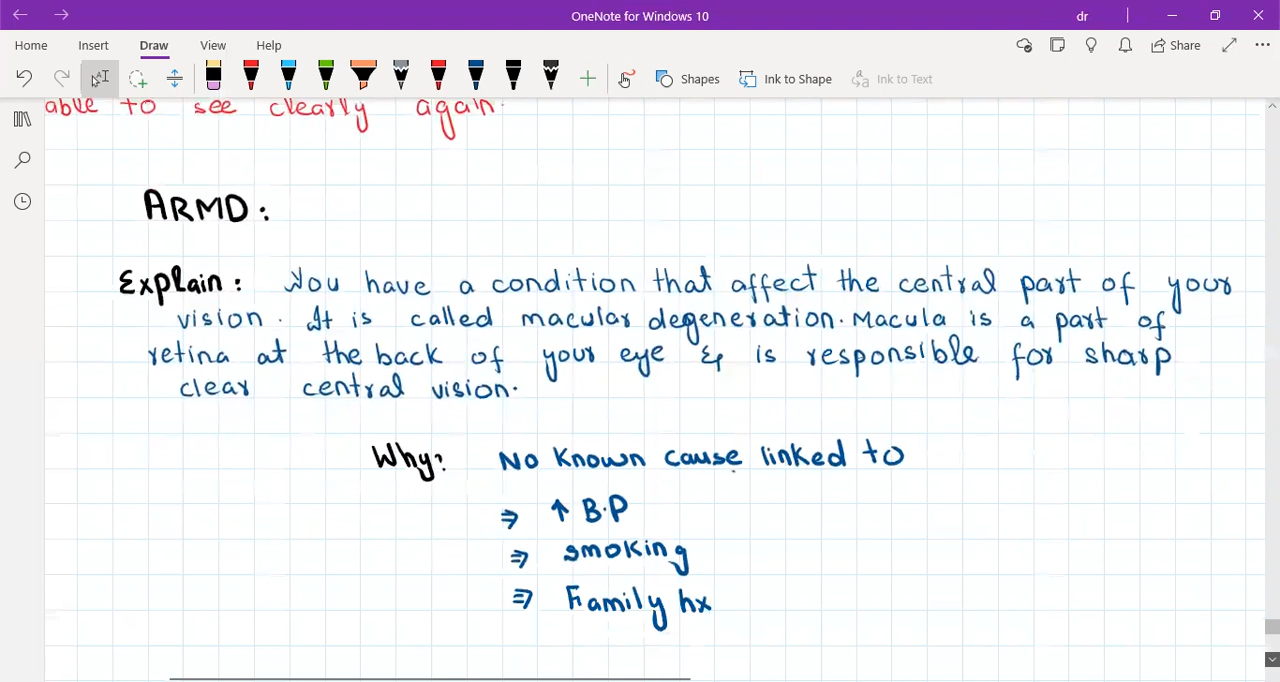 OneNote for Windows 10
dr
Home Insert Draw View Help
Share
Shapes Ink to Shape Ink to Text
able to see clearly again.
ARMD:
Explain: You have a condition that affect the central part of your
vision. It is called macular degeneration. Macula is a part of
retina at the back of your eye & is responsible for sharp
clear central vision.
Why? No known cause linked to
⇒ ↑ B.P
⇒ smoking
⇒ Family hx